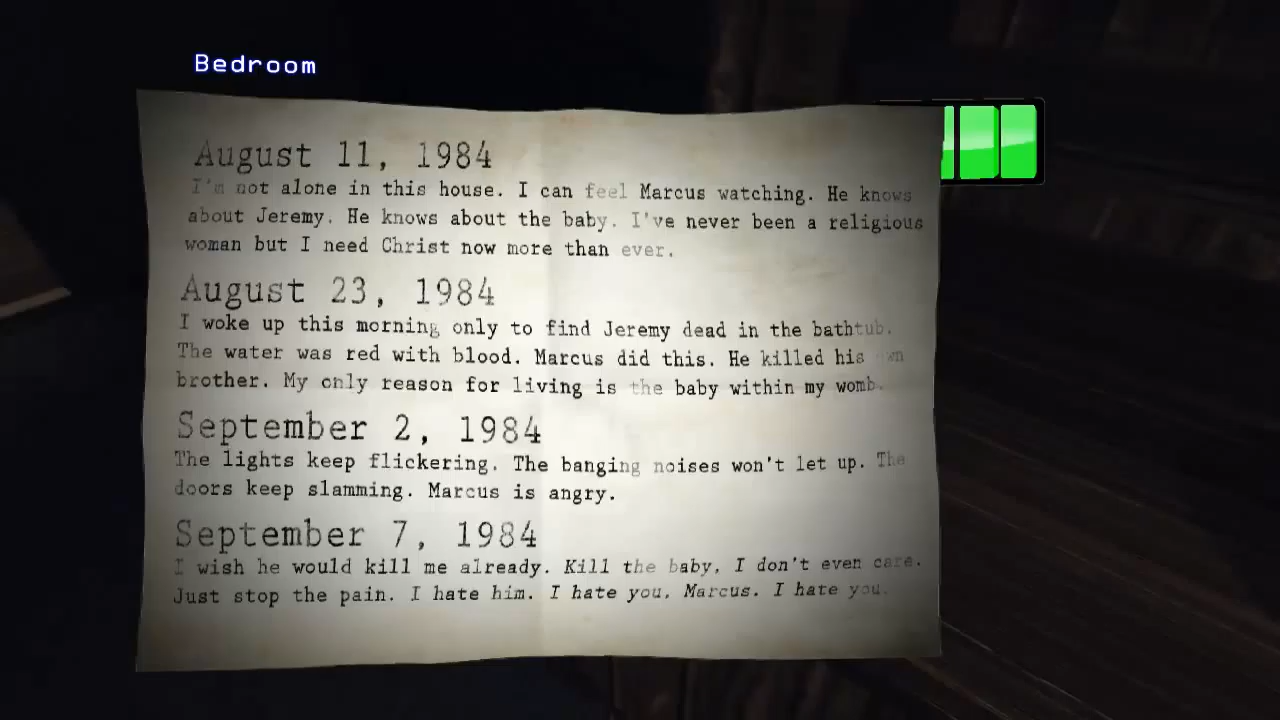 Bedroom
August 11, 1984
I'm not alone in this house. I can feel Marcus watching. He knows
about Jeremy. He knows about the baby. I've never been a religious
woman but I need Christ now more than ever.
August 23, 1984
I woke up this morning only to find Jeremy dead in the bathtub.
The water was red with blood. Marcus did this. He killed his own
brother. My only reason for living is the baby within my womb.
September 2, 1984
The lights keep flickering. The banging noises won't let up. The
doors keep slamming. Marcus is angry.
September 7, 1984
I wish he would kill me already. Kill the baby, I don't even care.
Just stop the pain. I hate him. I hate you, Marcus. I hate you.